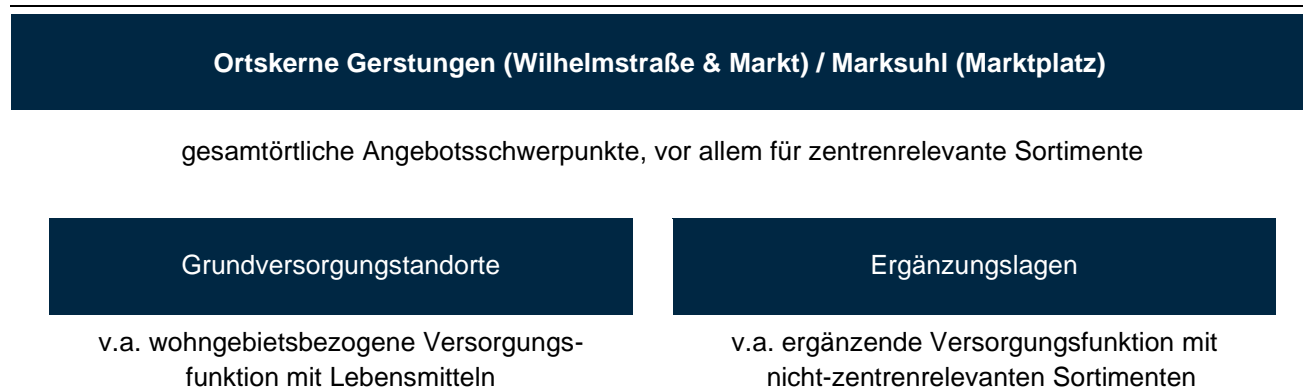 Ortskerne Gerstungen (Wilhelmstraße & Markt) / Marksuhl (Marktplatz)
gesamtörtliche Angebotsschwerpunkte, vor allem für zentrenrelevante Sortimente
Grundversorgungstandorte
v.a. wohngebietsbezogene Versorgungs-
funktion mit Lebensmitteln
Ergänzungslagen
v.a. ergänzende Versorgungsfunktion mit
nicht-zentrenrelevanten Sortimenten